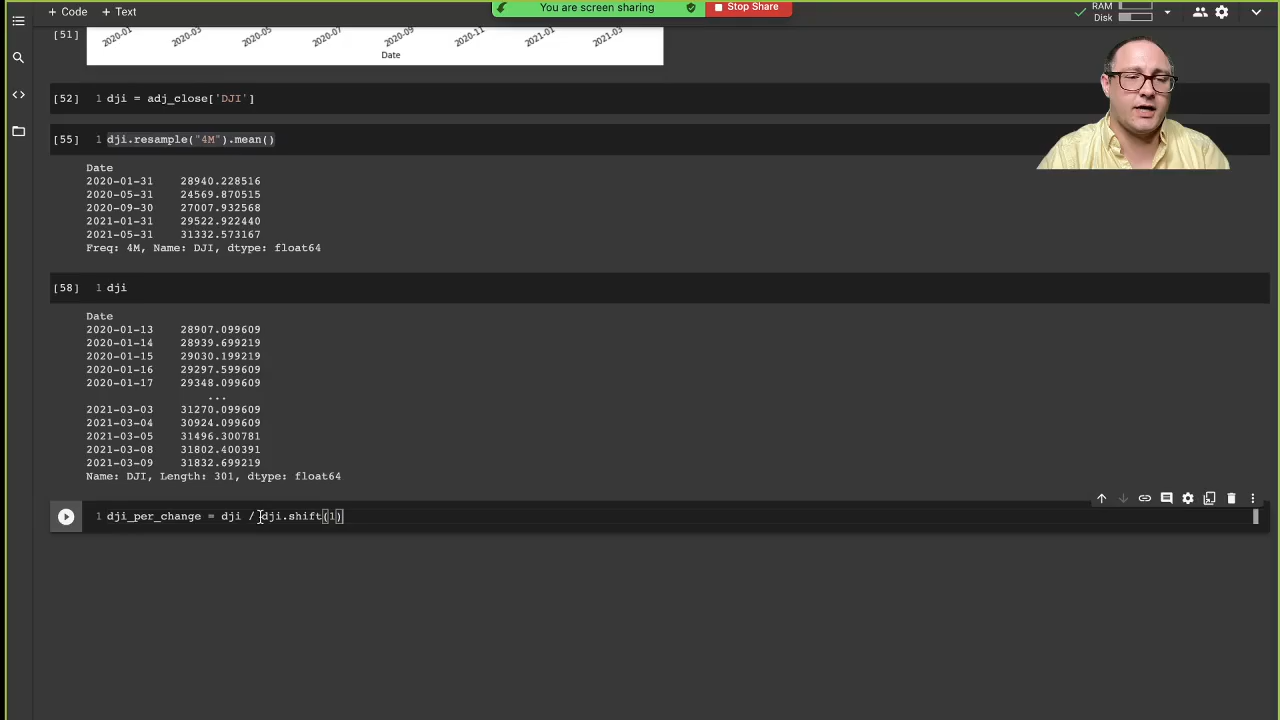 + Code + Text
You are screen sharing
Stop Share
RAM
Disk
[51]
2020-01 2020-03 2020-05 2020-07 2020-09 2020-11 2021-01 2021-03
Date
[52] 1 dji = adj_close['DJI']
[55] 1 dji.resample("4M").mean()
Date
2020-01-31 28940.228516
2020-05-31 24569.870515
2020-09-30 27007.932568
2021-01-31 29522.922440
2021-05-31 31332.573167
Freq: 4M, Name: DJI, dtype: float64
[58] 1 dji
Date
2020-01-13 28907.099609
2020-01-14 28939.699219
2020-01-15 29030.199219
2020-01-16 29297.599609
2020-01-17 29348.099609
...
2021-03-03 31270.099609
2021-03-04 30924.099609
2021-03-05 31496.300781
2021-03-08 31802.400391
2021-03-09 31832.699219
Name: DJI, Length: 301, dtype: float64
1 dji_per_change = dji / dji.shift(1)